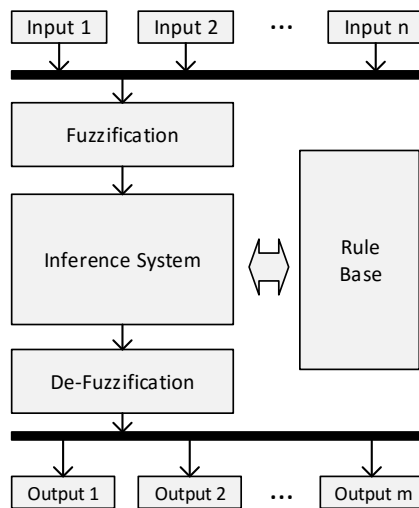 Input 1
Input 2
...
Input n
Fuzzification
Inference System
Rule
Base
De-Fuzzification
Output 1
Output 2
...
Output m